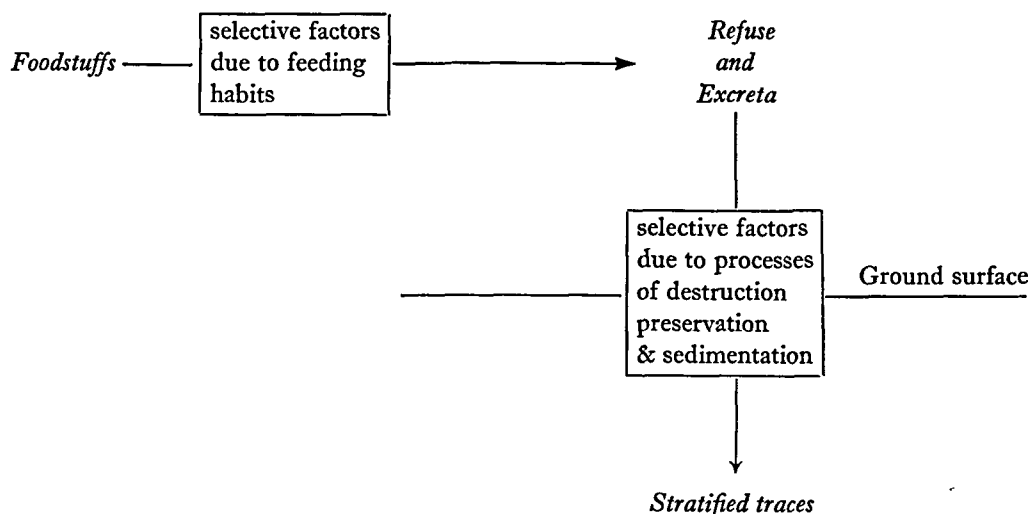 Foodstuffs
selective factors
due to feeding
habits
Refuse
and
Excreta
selective factors
due to processes
of destruction
preservation
& sedimentation
Ground surface
Stratified traces